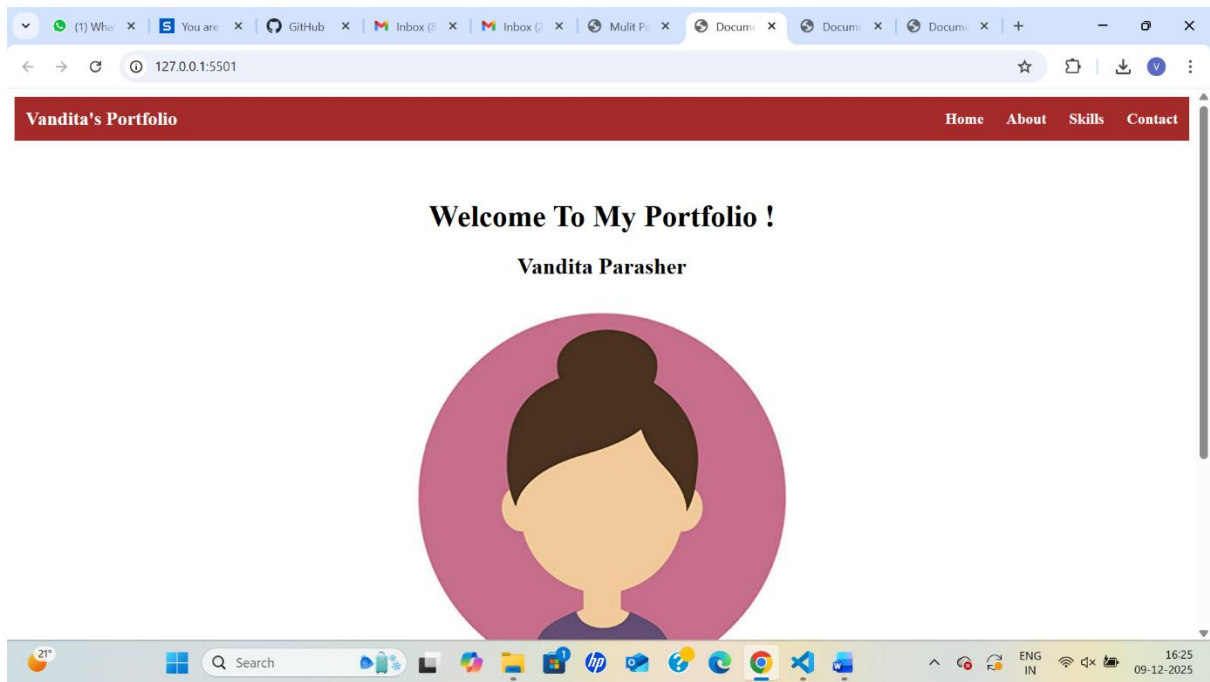 (1) Wha
You are
GitHub
Inbox (8
Inbox (2
Mulit Pa
Docum
Docum
Docum
127.0.0.1:5501
V
Vandita's Portfolio
Home About Skills Contact
Welcome To My Portfolio !
Vandita Parasher
21°
Search
ENG
IN
16:25
09-12-2025